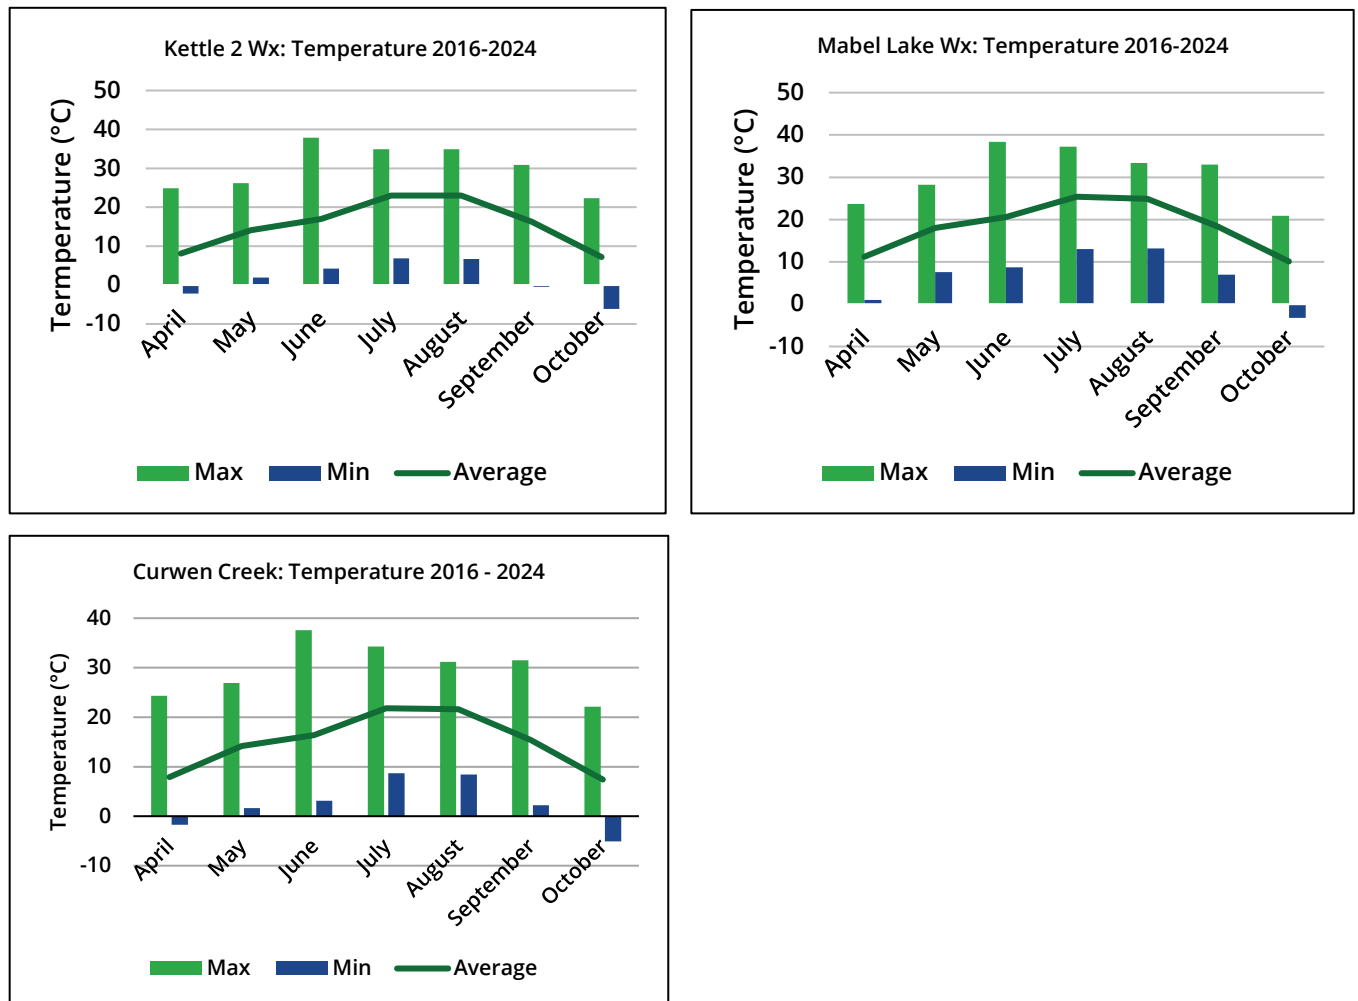 Kettle 2 Wx: Temperature 2016-2024
Termperature (°C)
50
40
30
20
10
0
-10
April
May
June
July
August
September
October
Max Min Average
Mabel Lake Wx: Temperature 2016-2024
Temperature (°C)
50
40
30
20
10
0
-10
April
May
June
July
August
September
October
Max Min Average
Curwen Creek: Temperature 2016 - 2024
Temperature (°C)
40
30
20
10
0
-10
April
May
June
July
August
September
October
Max Min Average